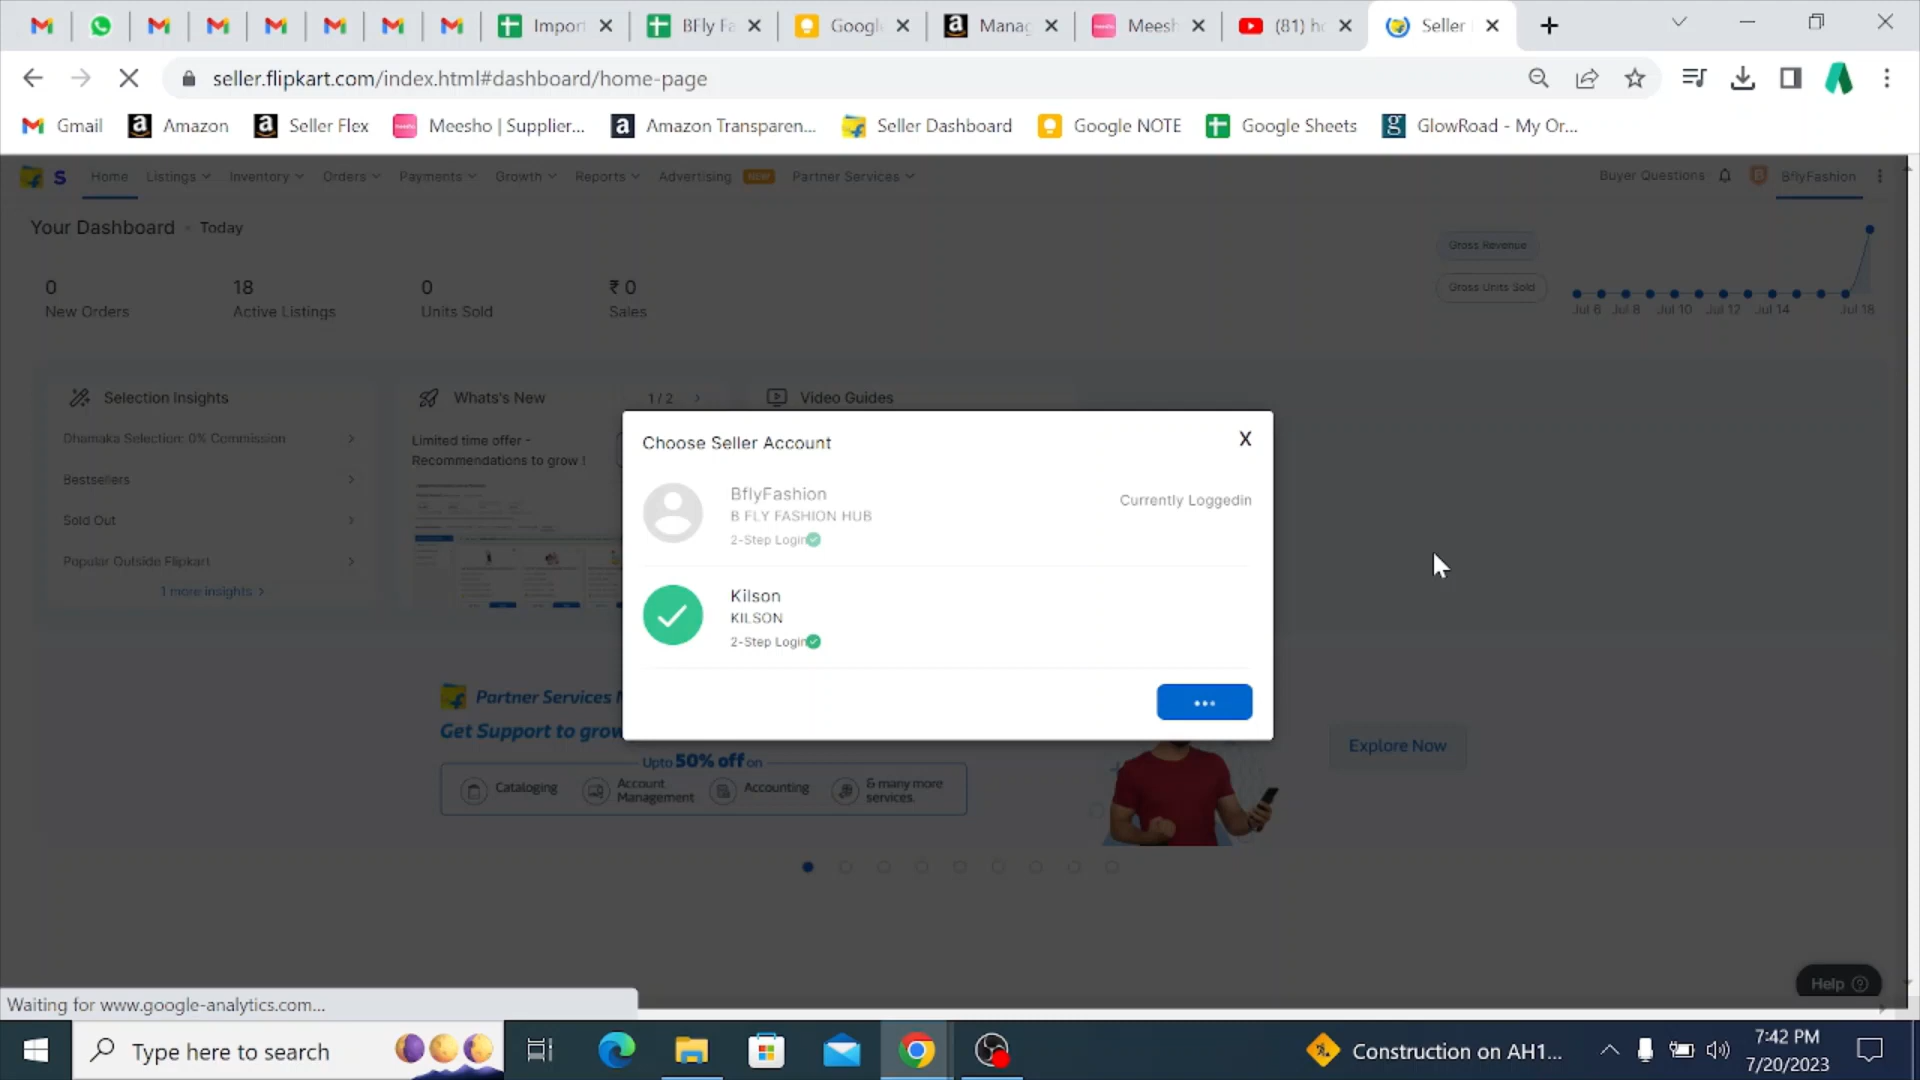 Impor
BFly Fa
Googl
Manag
Meesh
(81) h
Seller
seller.flipkart.com/index.html#dashboard/home-page
Gmail
Amazon
Seller Flex
Meesho | Supplier...
Amazon Transparen...
Seller Dashboard
Google NOTE
Google Sheets
GlowRoad - My Or...
S
Home
Listings
Inventory
Orders
Payments
Growth
Reports
Advertising
NEW
Partner Services
Buyer Questions
B
BflyFashion
Your Dashboard - Today
0
18
0
₹ 0
New Orders
Active Listings
Units Sold
Sales
Gross Revenue
Gross Units Sold
Jul 6
Jul 8
Jul 10
Jul 12
Jul 14
Jul 18
Selection Insights
Dhamaka Selection: 0% Commission
Bestsellers
Sold Out
Popular Outside Flipkart
1 more insights >
Whats's New
1 / 2
Limited time offer -
Recommendations to grow !
Video Guides
Choose Seller Account
X
BflyFashion
B FLY FASHION HUB
2-Step Login
Currently Loggedin
Kilson
KILSON
2-Step Login
...
Partner Services
Get Support to grow
Upto 50% off on
Cataloging
Account
Management
Accounting
& many more
services.
Explore Now
Help
Waiting for www.google-analytics.com...
Type here to search
Construction on AH1...
7:42 PM
7/20/2023